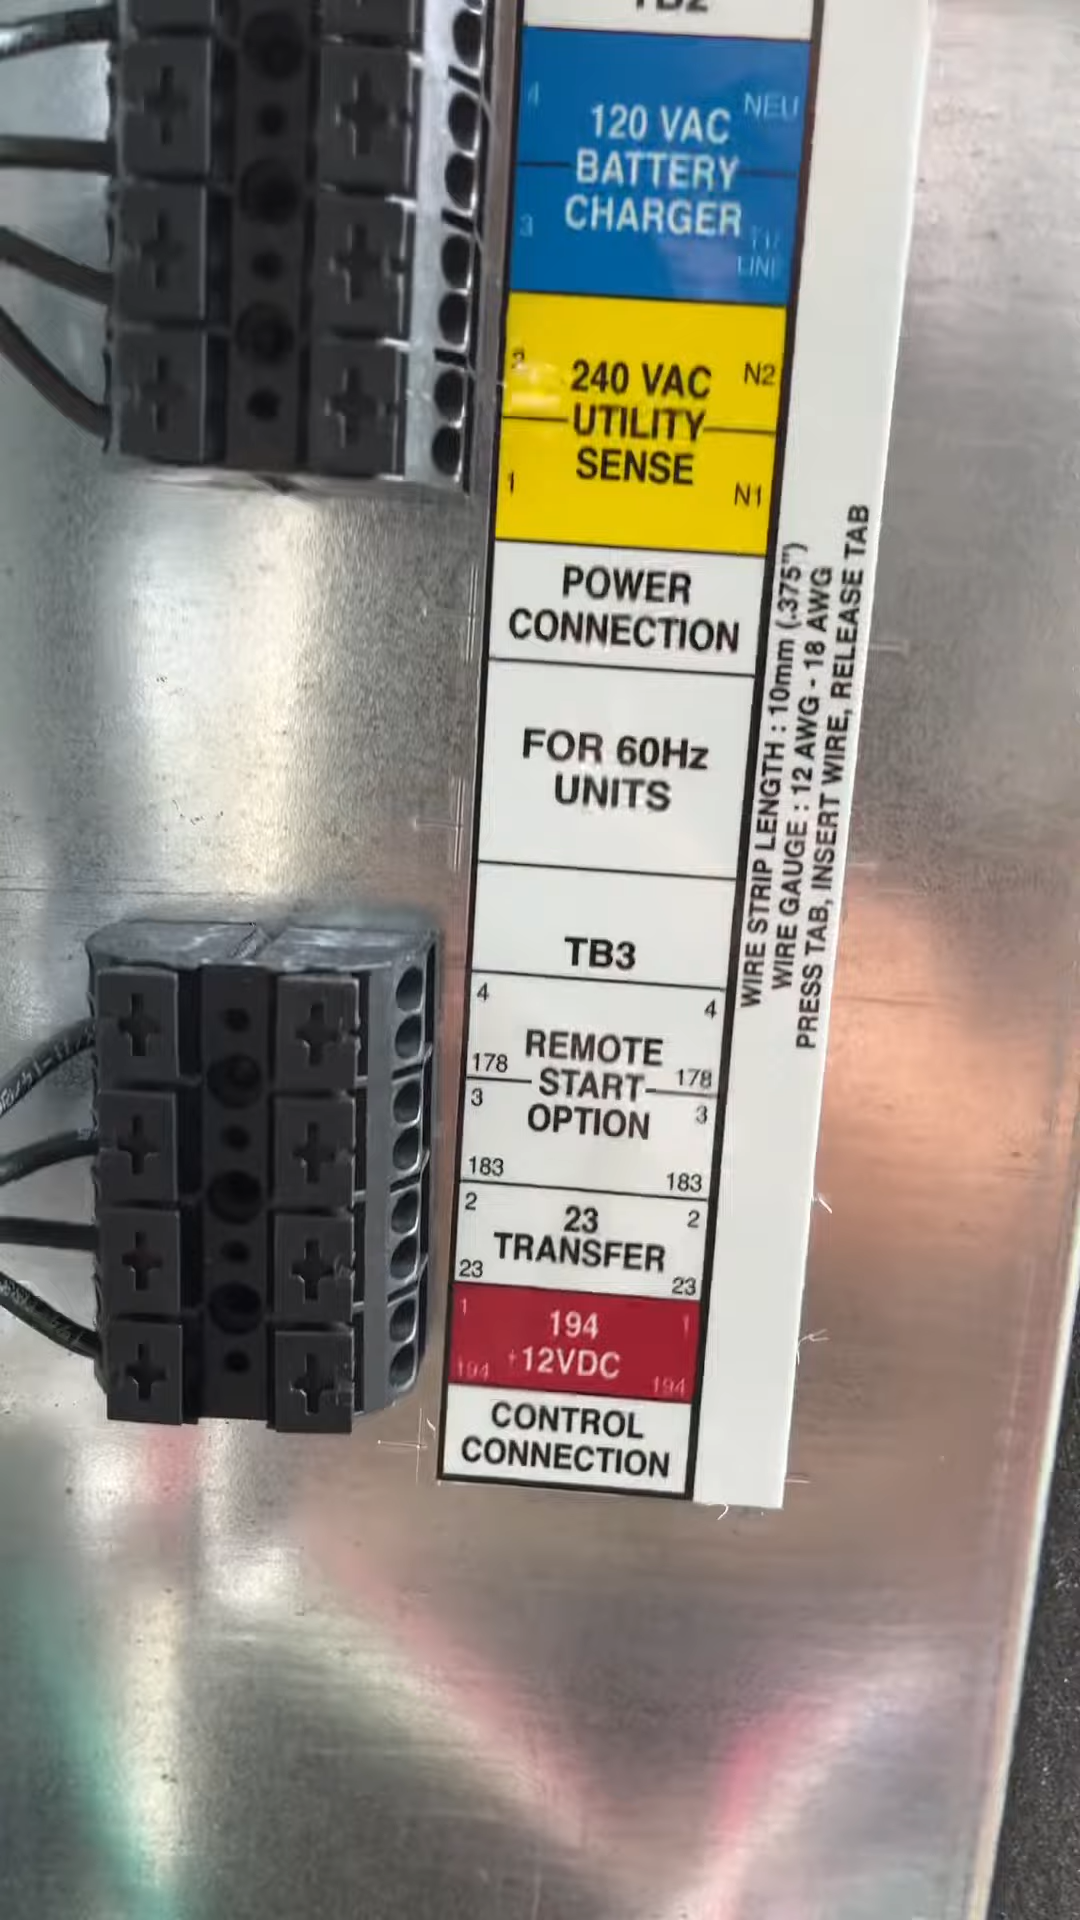 TB2
4
NEU
120 VAC
BATTERY
CHARGER
3
T1/
LINE
2
N2
240 VAC
UTILITY
SENSE
1
N1
POWER
CONNECTION
FOR 60Hz
UNITS
TB3
4
4
REMOTE
178
START
178
3
3
OPTION
183
183
2
2
23
TRANSFER
23
23
1
1
194
+12VDC
194
194
CONTROL
CONNECTION
WIRE STRIP LENGTH : 10mm (.375")
WIRE GAUGE : 12 AWG - 18 AWG
PRESS TAB, INSERT WIRE, RELEASE TAB